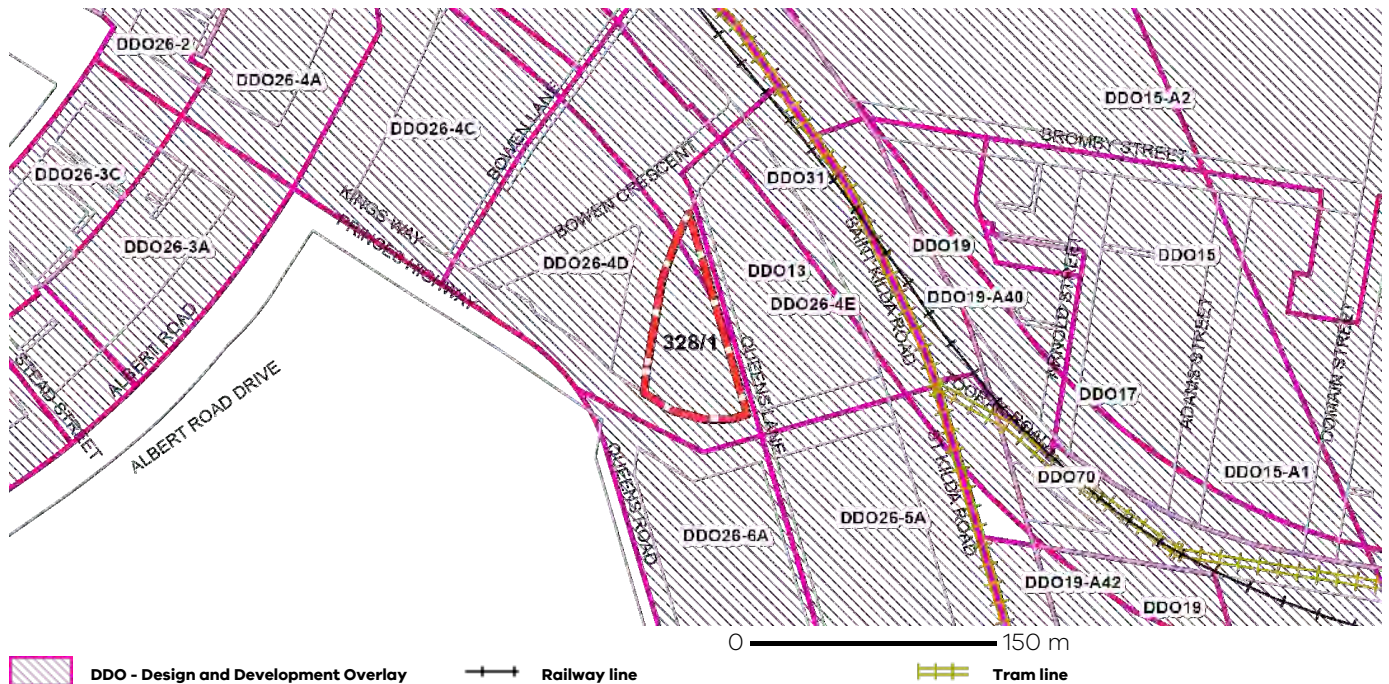 DDO26-2
DDO26-4A
DDO15-A2
DDO26-4C
BOWEN LANE
BROMBY STREET
BOWEN CRESCENT
DDO26-3C
DDO31
KINGS WAY
PRINCES HIGHWAY
DDO26-3A
DDO26-4D
DDO13
SAINT KILDA ROAD
DDO19
DDO15
DDO26-4E
DDO19-A40
ARNOLD STREET
ADAMS STREET
DOMAIN STREET
328/1
QUEENS LANE
STEAD STREET
ALBERT ROAD
ALBERT ROAD DRIVE
DDO17
ST KILDA ROAD
QUEENS ROAD
DDO70
DDO15-A1
DDO26-6A
DDO26-5A
DDO19-A42
DDO19
0 150 m
DDO - Design and Development Overlay
Railway line
Tram line